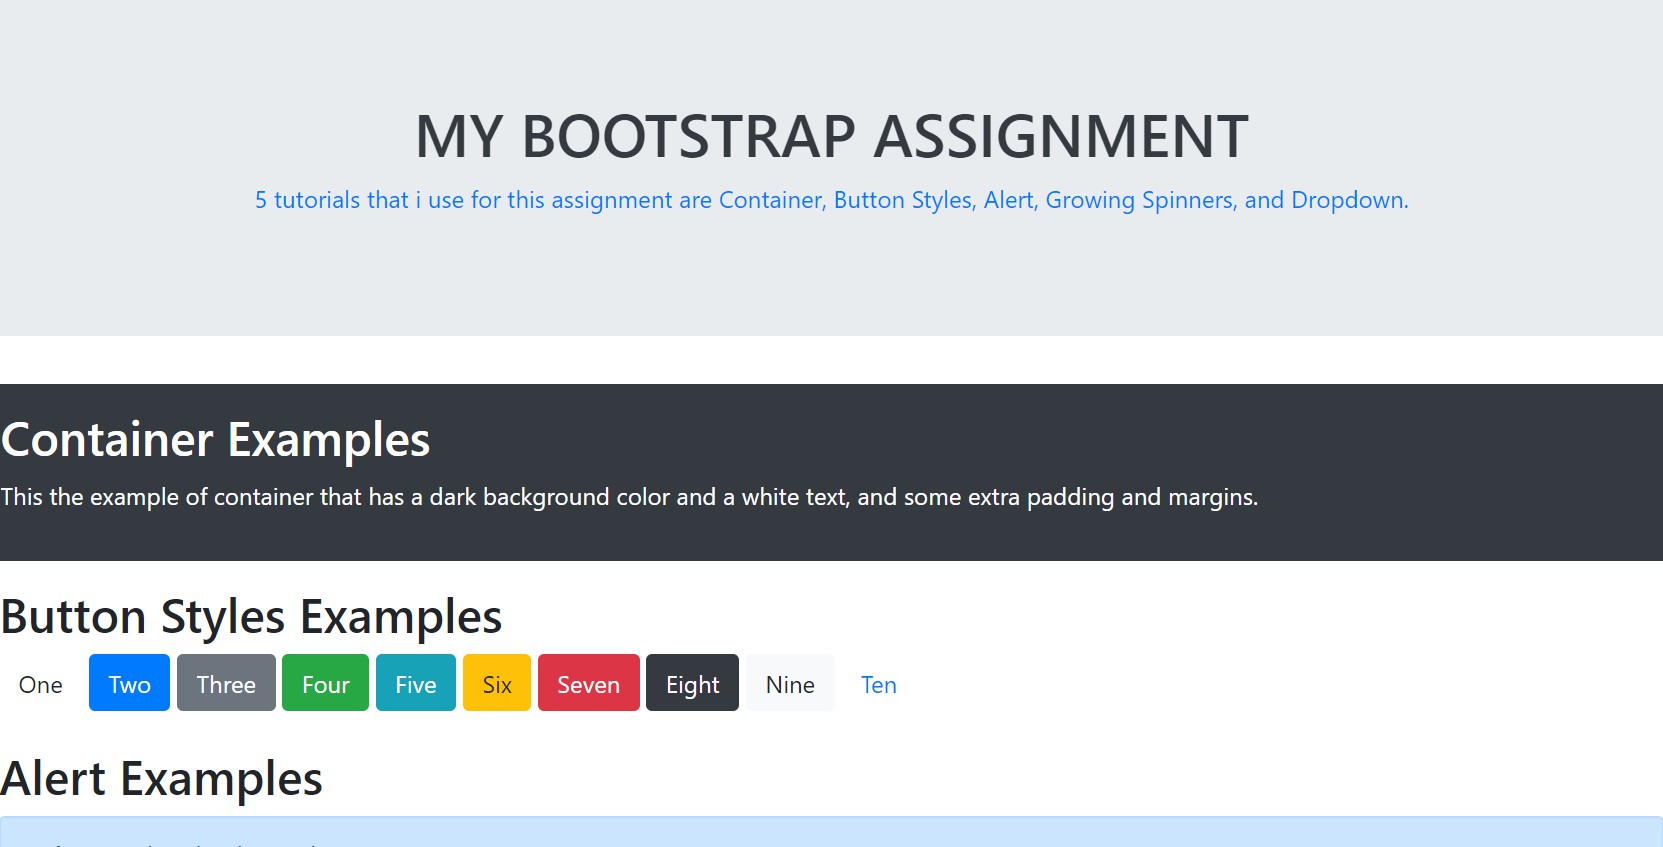 MY BOOTSTRAP ASSIGNMENT
5 tutorials that i use for this assignment are Container, Button Styles, Alert, Growing Spinners, and Dropdown.
Container Examples
This the example of container that has a dark background color and a white text, and some extra padding and margins.
Button Styles Examples
One Two Three Four Five Six Seven Eight Nine Ten
Alert Examples